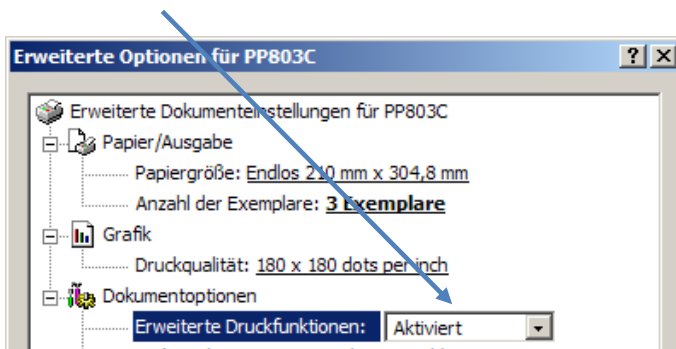 Erweiterte Optionen für PP803C
Erweiterte Dokumenteinstellungen für PP803C
Papier/Ausgabe
Papiergröße: Endlos 210 mm x 304,8 mm
Anzahl der Exemplare: 3 Exemplare
Grafik
Druckqualität: 180 x 180 dots per inch
Dokumentoptionen
Erweiterte Druckfunktionen: Aktiviert